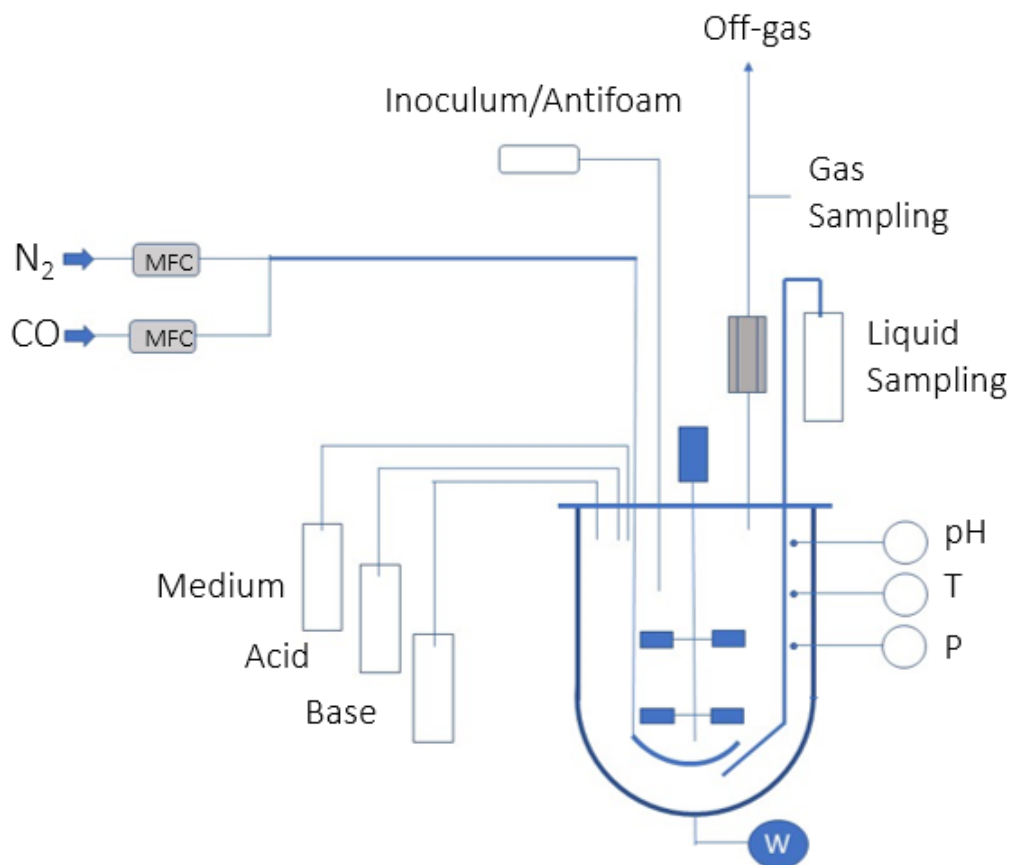 Off-gas
Inoculum/Antifoam
Gas
Sampling
N₂
MFC
CO
MFC
Liquid
Sampling
Medium
Acid
Base
pH
T
P
W